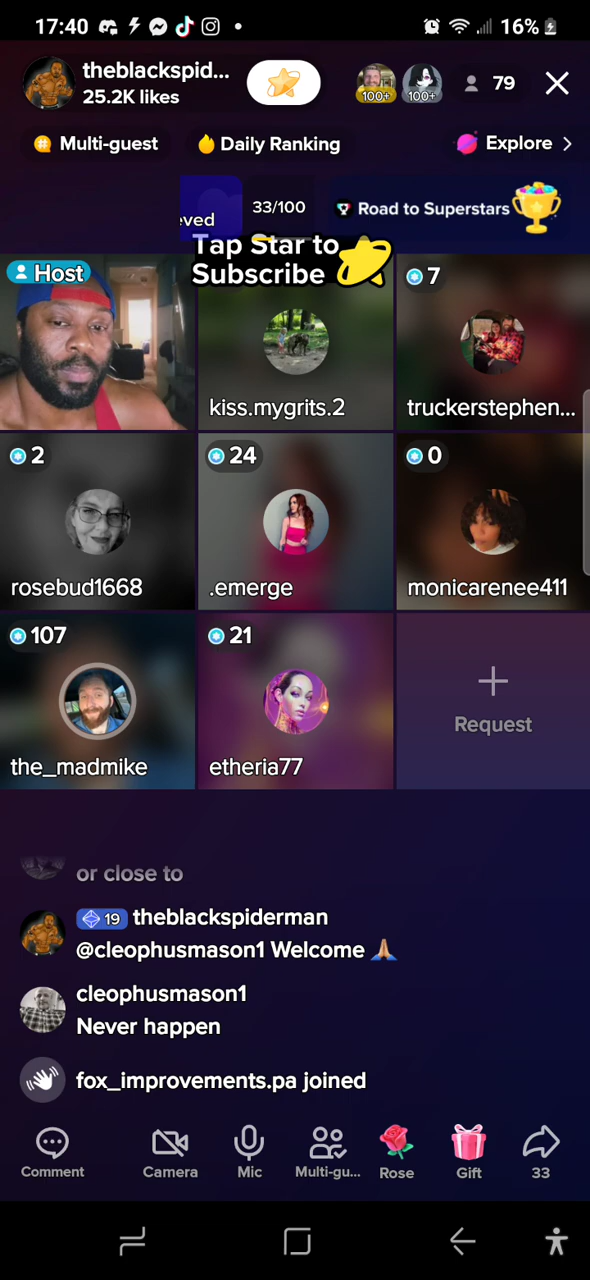 17:40
16%
theblackspid...
25.2K likes
100+
100+
79
Multi-guest
Daily Ranking
Explore >
eved
33/100
Road to Superstars
Tap Star to
Subscribe
Host
7
kiss.mygrits.2
truckerstephen...
2
24
0
rosebud1668
.emerge
monicarenee411
107
21
Request
the_madmike
etheria77
or close to
19 theblackspiderman
@cleophusmason1 Welcome 🙏
cleophusmason1
Never happen
fox_improvements.pa joined
Comment
Camera
Mic
Multi-gu...
Rose
Gift
33